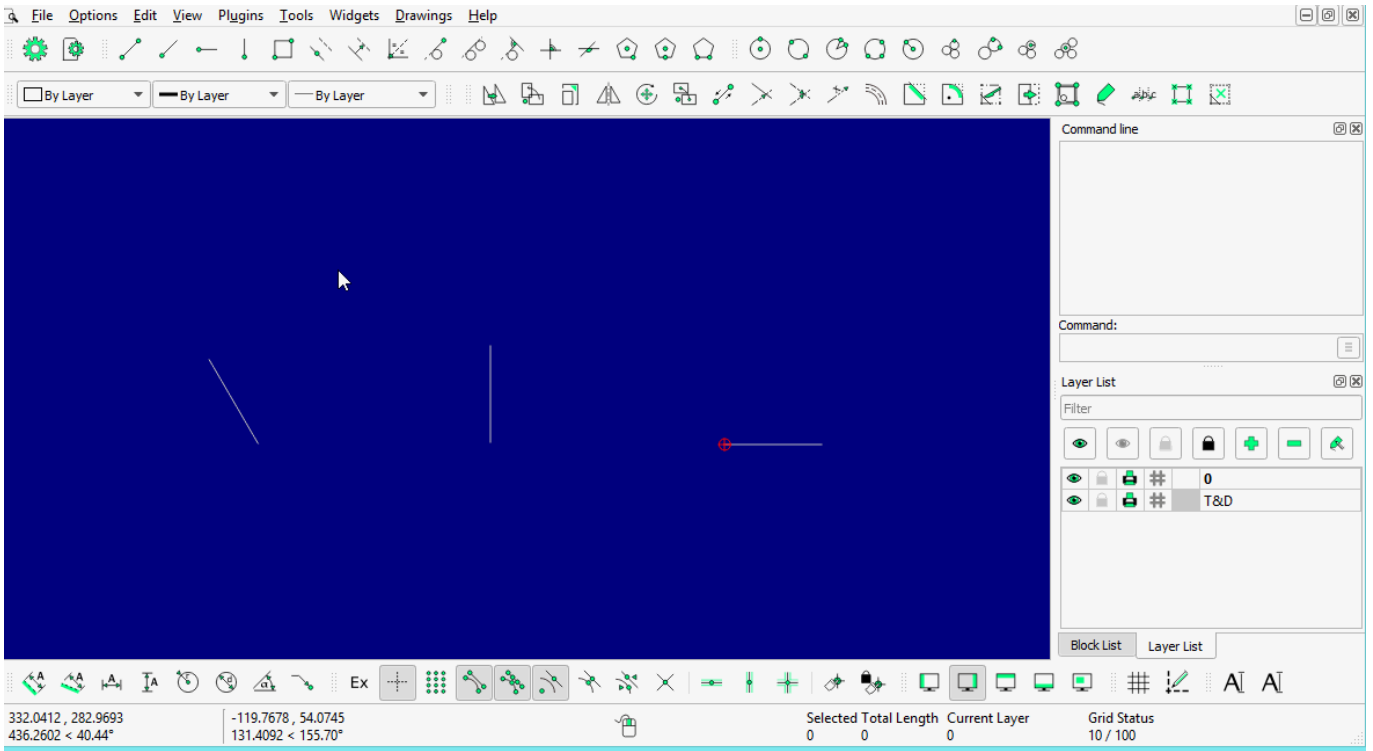 File Options Edit View Plugins Tools Widgets Drawings Help
By Layer By Layer By Layer
Command line
Command:
Layer List
Filter
0
T&D
Block List Layer List
Ex
AI AI
332.0412 , 282.9693 -119.7678 , 54.0745 Selected Total Length Current Layer Grid Status
436.2602 < 40.44° 131.4092 < 155.70° 0 0 0 10 / 100